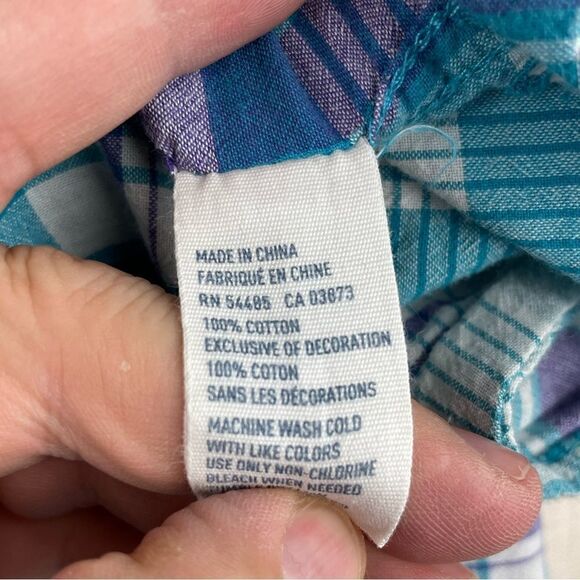 MADE IN CHINA
FABRIQUÉ EN CHINE
RN 54485 CA 03673
100% COTTON
EXCLUSIVE OF DECORATION
100% COTON
SANS LES DÉCORATIONS
MACHINE WASH COLD
WITH LIKE COLORS
USE ONLY NON-CHLORINE
BLEACH WHEN NEEDED